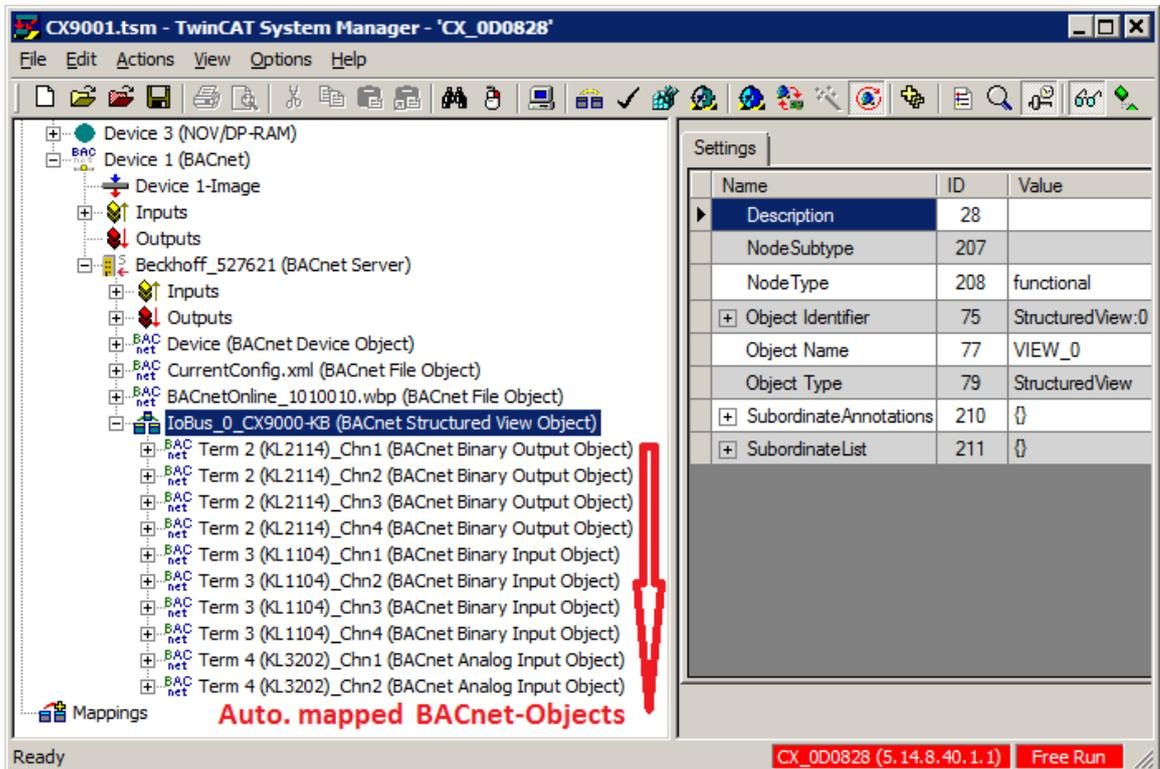 CX9001.tsm - TwinCAT System Manager - 'CX_0D0828'
File Edit Actions View Options Help
Device 3 (NOV/DP-RAM)
Device 1 (BACnet)
Device 1-Image
Inputs
Outputs
Beckhoff_527621 (BACnet Server)
Inputs
Outputs
Device (BACnet Device Object)
CurrentConfig.xml (BACnet File Object)
BACnetOnline_1010010.wbp (BACnet File Object)
IoBus_0_CX9000-KB (BACnet Structured View Object)
Term 2 (KL2114)_Chn1 (BACnet Binary Output Object)
Term 2 (KL2114)_Chn2 (BACnet Binary Output Object)
Term 2 (KL2114)_Chn3 (BACnet Binary Output Object)
Term 2 (KL2114)_Chn4 (BACnet Binary Output Object)
Term 3 (KL1104)_Chn1 (BACnet Binary Input Object)
Term 3 (KL1104)_Chn2 (BACnet Binary Input Object)
Term 3 (KL1104)_Chn3 (BACnet Binary Input Object)
Term 3 (KL1104)_Chn4 (BACnet Binary Input Object)
Term 4 (KL3202)_Chn1 (BACnet Analog Input Object)
Term 4 (KL3202)_Chn2 (BACnet Analog Input Object)
Mappings
Auto. mapped BACnet-Objects
Settings
Name ID Value
Description 28
NodeSubtype 207
NodeType 208 functional
Object Identifier 75 StructuredView:0
Object Name 77 VIEW_0
Object Type 79 StructuredView
SubordinateAnnotations 210 {}
SubordinateList 211 {}
Ready CX_0D0828 (5.14.8.40.1.1) Free Run